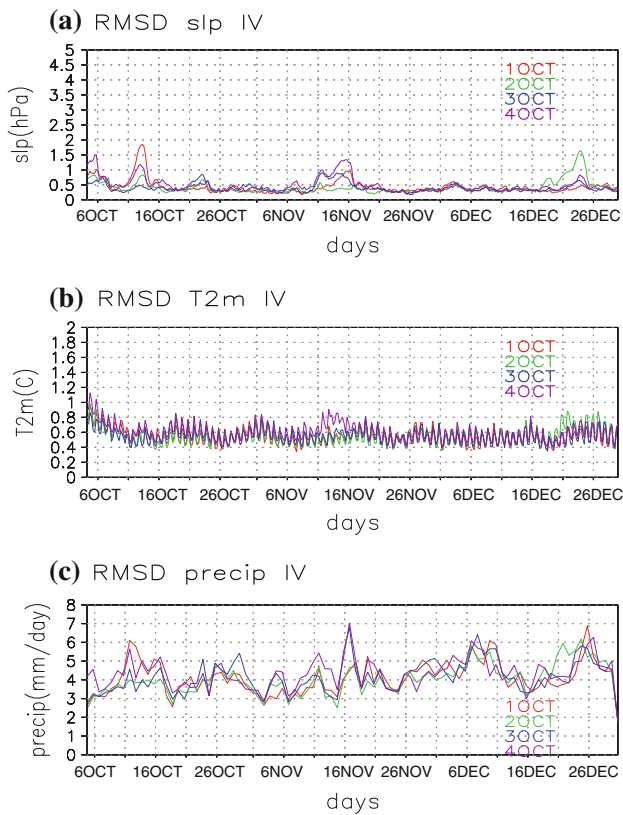 (a) RMSD slp IV
5
4.5
4
3.5
3
2.5
2
1.5
1
0.5
0
slp(hPa)
1OCT
2OCT
3OCT
4OCT
6OCT 16OCT 26OCT 6NOV 16NOV 26NOV 6DEC 16DEC 26DEC
days
(b) RMSD T2m IV
2
1.8
1.6
1.4
1.2
1
0.8
0.6
0.4
0.2
0
T2m(C)
1OCT
2OCT
3OCT
4OCT
6OCT 16OCT 26OCT 6NOV 16NOV 26NOV 6DEC 16DEC 26DEC
days
(c) RMSD precip IV
8
7
6
5
4
3
2
1
0
precip(mm/day)
1OCT
2OCT
3OCT
4OCT
6OCT 16OCT 26OCT 6NOV 16NOV 26NOV 6DEC 16DEC 26DEC
days